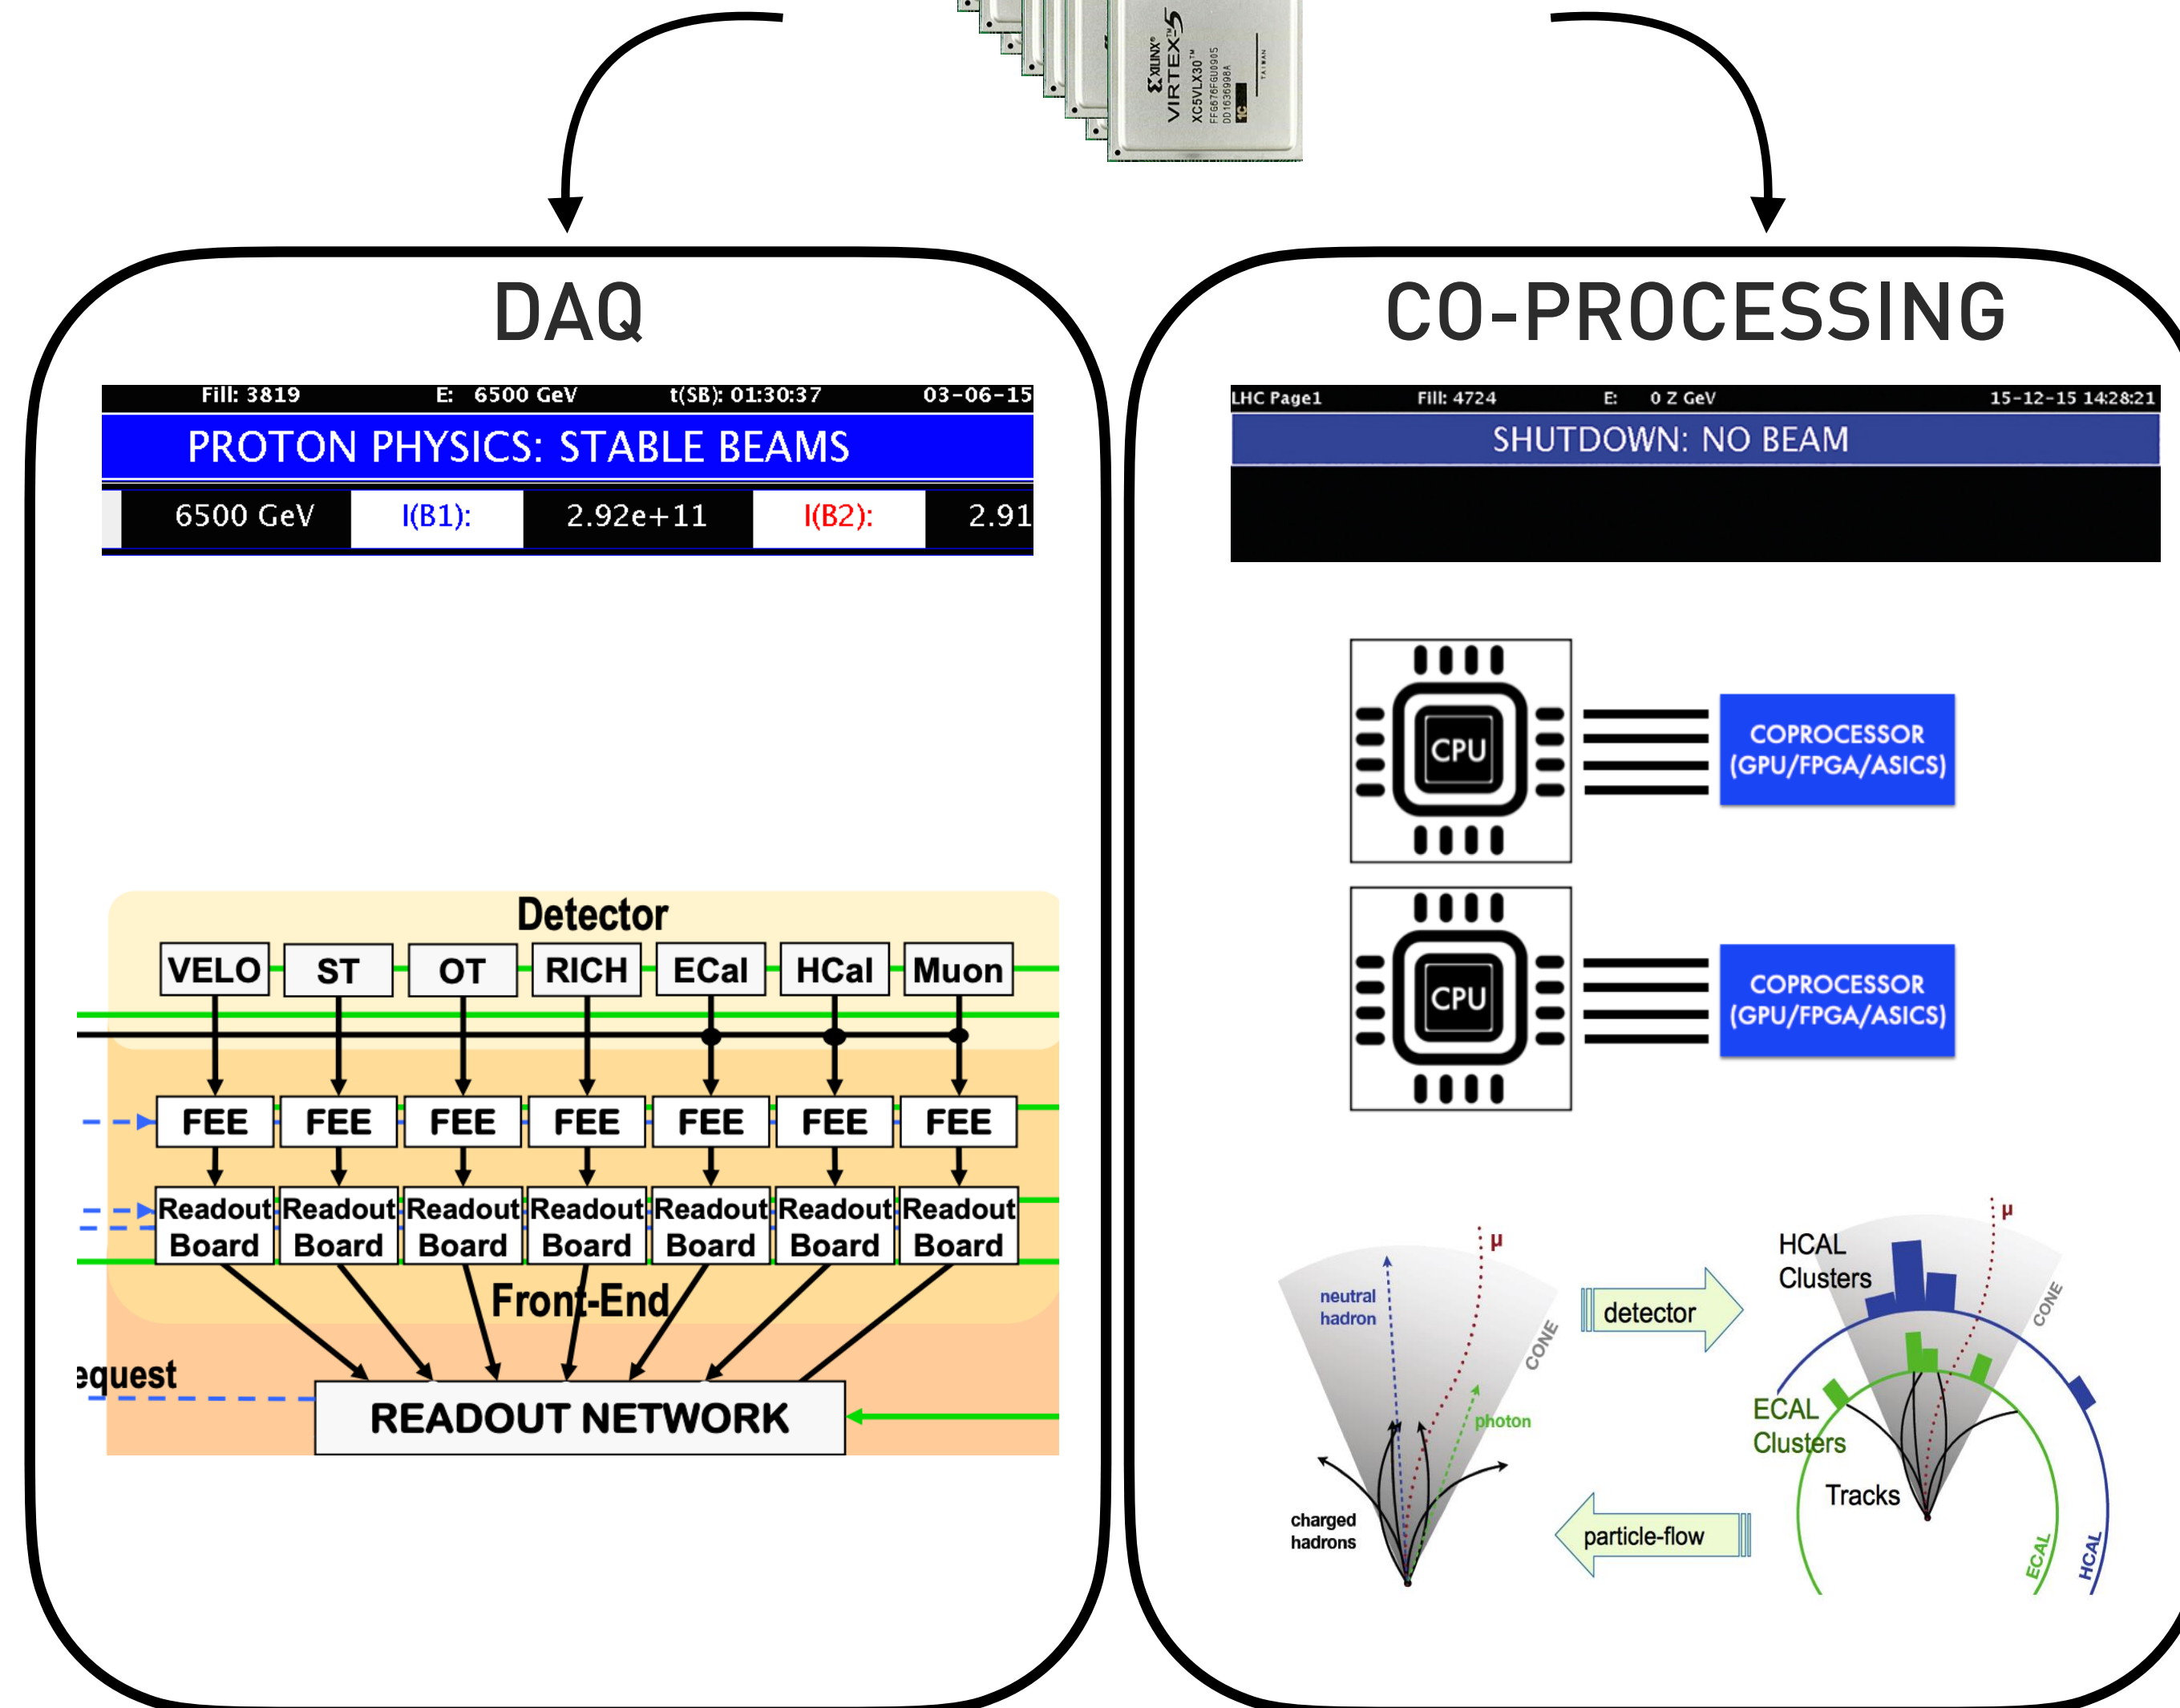 XILINX®
VIRTEX™-5
XC5VLX30™
FFG676FGU0905
DD1636998A
TAIWAN
DAQ
Fill: 3819 E: 6500 GeV t(SB): 01:30:37 03-06-15
PROTON PHYSICS: STABLE BEAMS
6500 GeV I(B1): 2.92e+11 I(B2): 2.91
Detector
VELO ST OT RICH ECal HCal Muon
FEE FEE FEE FEE FEE FEE FEE
Readout Readout Readout Readout Readout Readout Readout
Board Board Board Board Board Board Board
Front-End
equest
READOUT NETWORK
CO-PROCESSING
LHC Page1 Fill: 4724 E: 0 Z GeV 15-12-15 14:28:21
SHUTDOWN: NO BEAM
CPU
COPROCESSOR
(GPU/FPGA/ASICS)
CPU
COPROCESSOR
(GPU/FPGA/ASICS)
μ
neutral
hadron
CONE
photon
charged
hadrons
detector
particle-flow
μ
HCAL
Clusters
CONE
ECAL
Clusters
Tracks
ECAL
HCAL